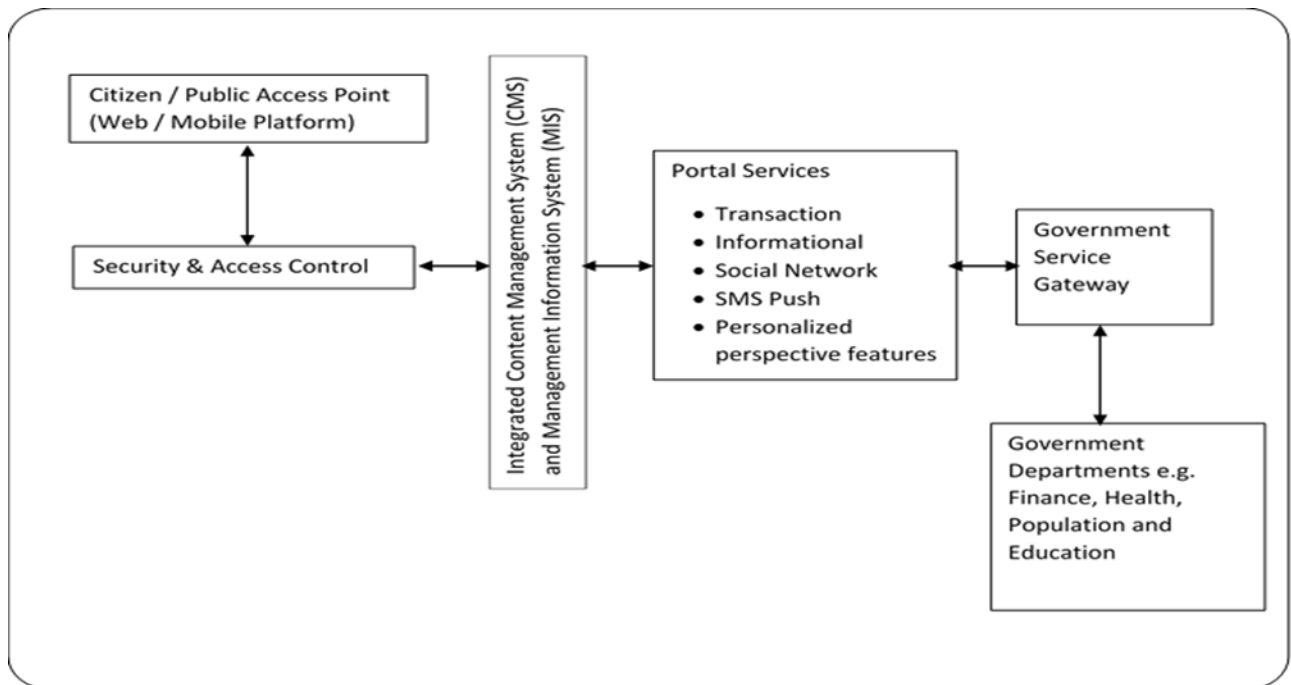 Citizen / Public Access Point
(Web / Mobile Platform)
Security & Access Control
Integrated Content Management System (CMS)
and Management Information System (MIS)
Portal Services
• Transaction
• Informational
• Social Network
• SMS Push
• Personalized
perspective features
Government
Service
Gateway
Government
Departments e.g.
Finance, Health,
Population and
Education